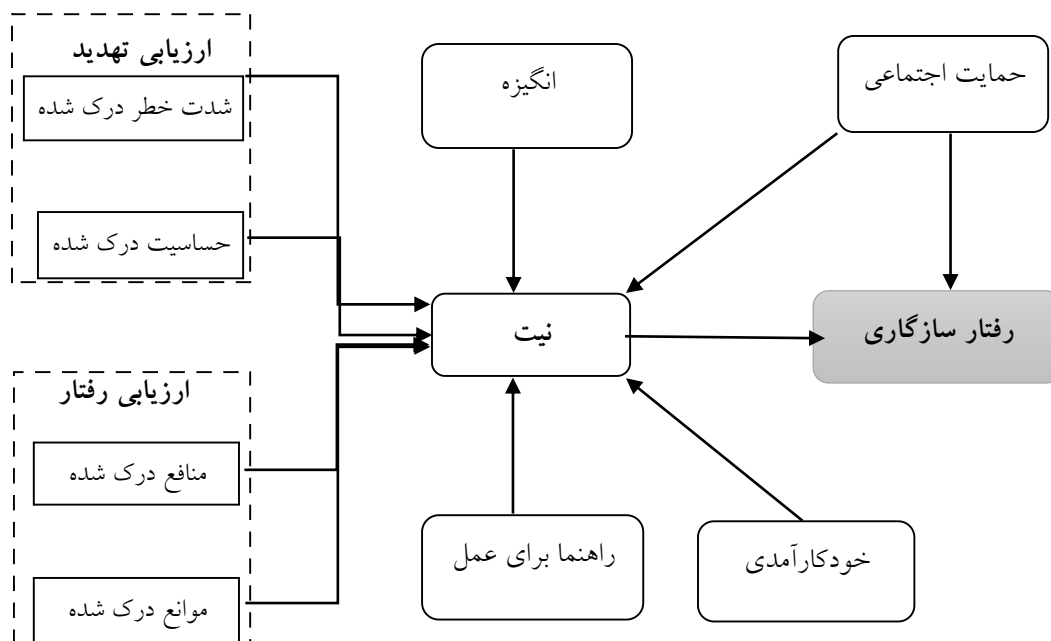 ارزیابی تهدید
شدت خطر درک شده
حساسیت درک شده
ارزیابی رفتار
منافع درک شده
موانع درک شده
انگیزه
حمایت اجتماعی
نیت
رفتار سازگاری
راهنما برای عمل
خودکارآمدی